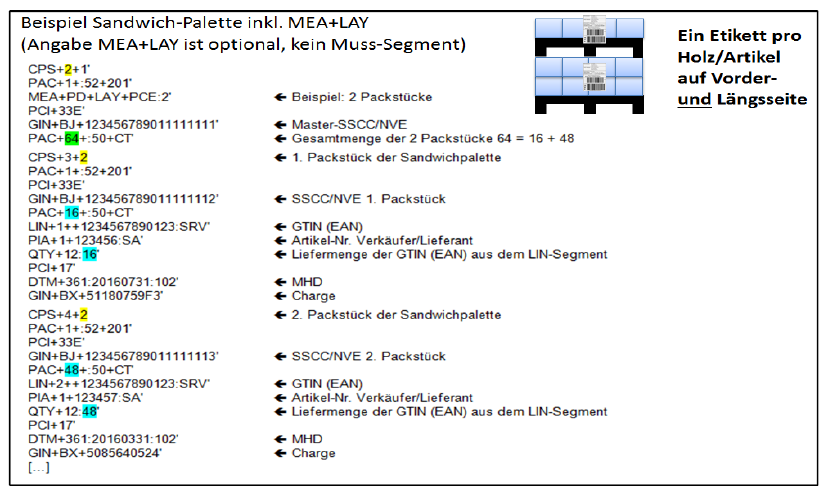 Beispiel Sandwich-Palette inkl. MEA+LAY
(Angabe MEA+LAY ist optional, kein Muss-Segment)
Ein Etikett pro
Holz/Artikel
auf Vorder-
und Längsseite
CPS+2+1'
PAC+1+:52+201'
MEA+PD+LAY+PCE:2' ← Beispiel: 2 Packstücke
PCI+33E'
GIN+BJ+123456789011111111' ← Master-SSCC/NVE
PAC+64+:50+CT' ← Gesamtmenge der 2 Packstücke 64 = 16 + 48
CPS+3+2 ← 1. Packstück der Sandwichpalette
PAC+1+:52+201'
PCI+33E'
GIN+BJ+123456789011111112' ← SSCC/NVE 1. Packstück
PAC+16+:50+CT'
LIN+1++1234567890123:SRV' ← GTIN (EAN)
PIA+1+123456:SA' ← Artikel-Nr. Verkäufer/Lieferant
QTY+12:16' ← Liefermenge der GTIN (EAN) aus dem LIN-Segment
PCI+17'
DTM+361:20160731:102' ← MHD
GIN+BX+51180759F3' ← Charge
CPS+4+2 ← 2. Packstück der Sandwichpalette
PAC+1+:52+201'
PCI+33E'
GIN+BJ+123456789011111113' ← SSCC/NVE 2. Packstück
PAC+48+:50+CT'
LIN+2++1234567890123:SRV' ← GTIN (EAN)
PIA+1+123457:SA' ← Artikel-Nr. Verkäufer/Lieferant
QTY+12:48' ← Liefermenge der GTIN (EAN) aus dem LIN-Segment
PCI+17'
DTM+361:20160331:102' ← MHD
GIN+BX+5085640524' ← Charge
[...]